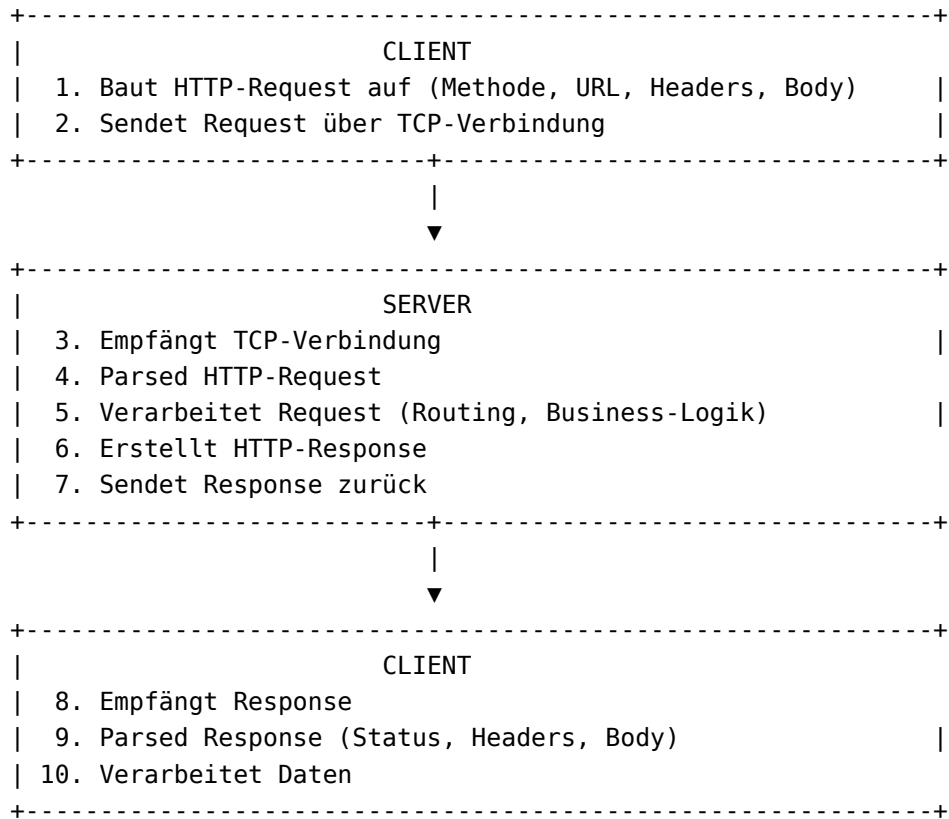 +-------------------------------------------------------------+
|                        CLIENT
|  1. Baut HTTP-Request auf (Methode, URL, Headers, Body)     |
|  2. Sendet Request über TCP-Verbindung                      |
+---------------------------+---------------------------------+
                            |
                            ▼
+-------------------------------------------------------------+
|                        SERVER
|  3. Empfängt TCP-Verbindung                                 |
|  4. Parsed HTTP-Request
|  5. Verarbeitet Request (Routing, Business-Logik)           |
|  6. Erstellt HTTP-Response
|  7. Sendet Response zurück
+---------------------------+---------------------------------+
                            |
                            ▼
+-------------------------------------------------------------+
|                        CLIENT
|  8. Empfängt Response
|  9. Parsed Response (Status, Headers, Body)                 |
| 10. Verarbeitet Daten
+-------------------------------------------------------------+